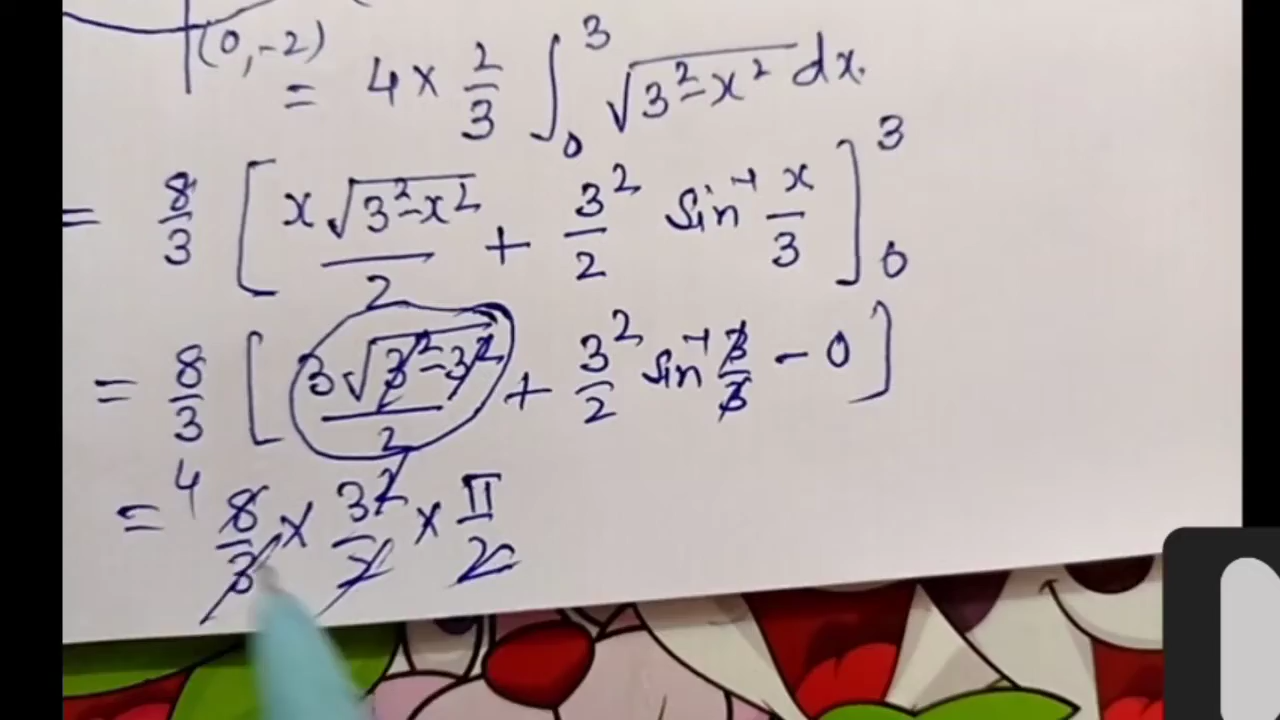 (0,-2)
= 4 × 2/3 ∫₀³ √(3²-x²) dx.
= 8/3 [ x√(3²-x²)/2 + 3²/2 sin⁻¹ x/3 ]₀³
= 8/3 [ 3√(3²-3²)/2 + 3²/2 sin⁻¹ 3/3 - 0 ]
= 4 8/3 × 3²/2 × π/2